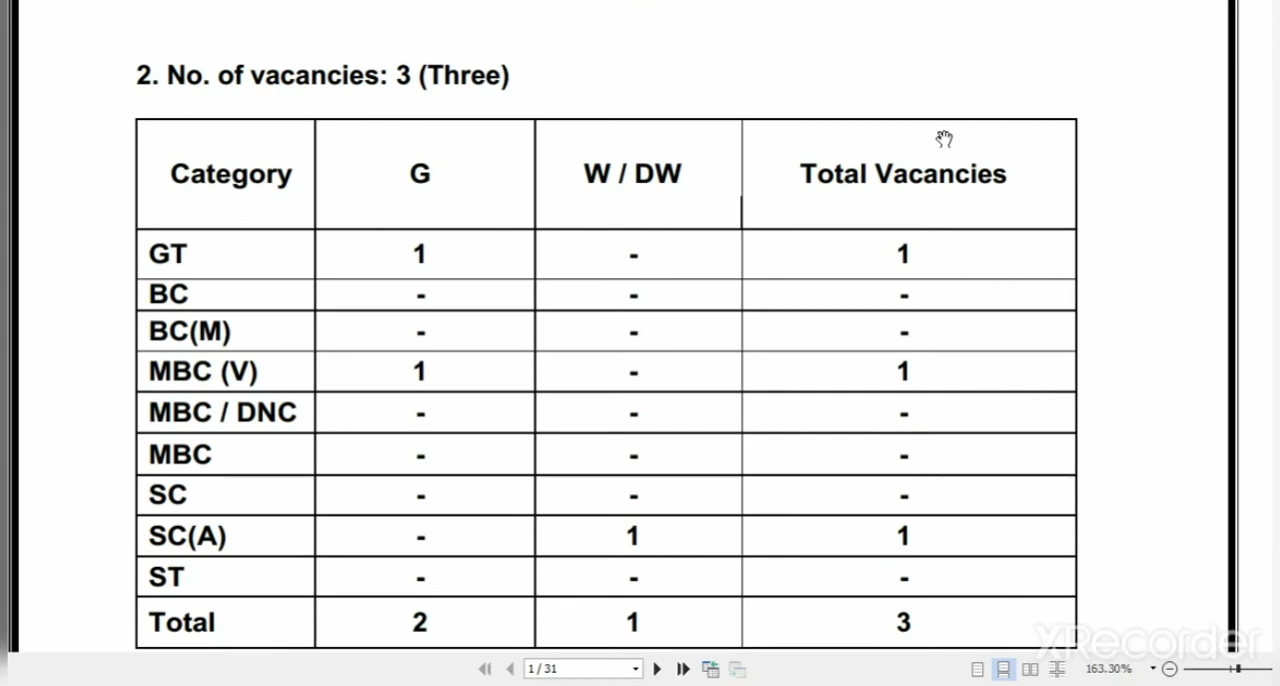 2. No. of vacancies: 3 (Three)
Category G W / DW Total Vacancies
GT 1 - 1
BC - - -
BC(M) - - -
MBC (V) 1 - 1
MBC / DNC - - -
MBC - - -
SC - - -
SC(A) - 1 1
ST - - -
Total 2 1 3
XRecorder
1 / 31 163.30%